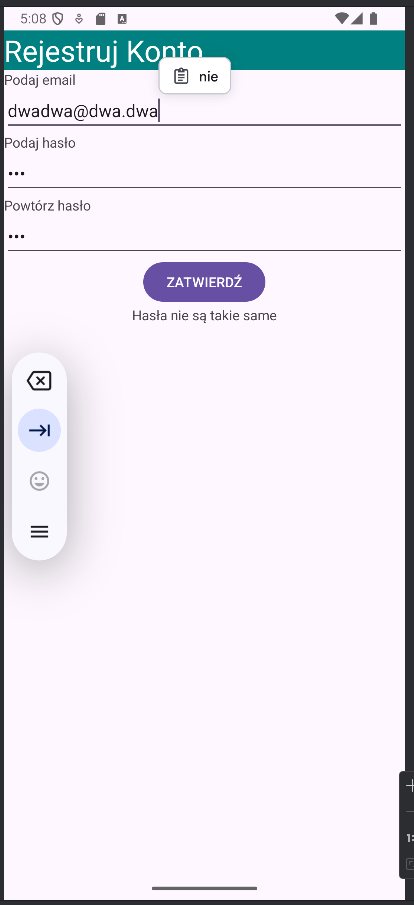 5:08
Rejestruj Konto
nie
Podaj email
dwadwa@dwa.dwa
Podaj hasło
•••
Powtórz hasło
•••
ZATWIERDŹ
Hasła nie są takie same